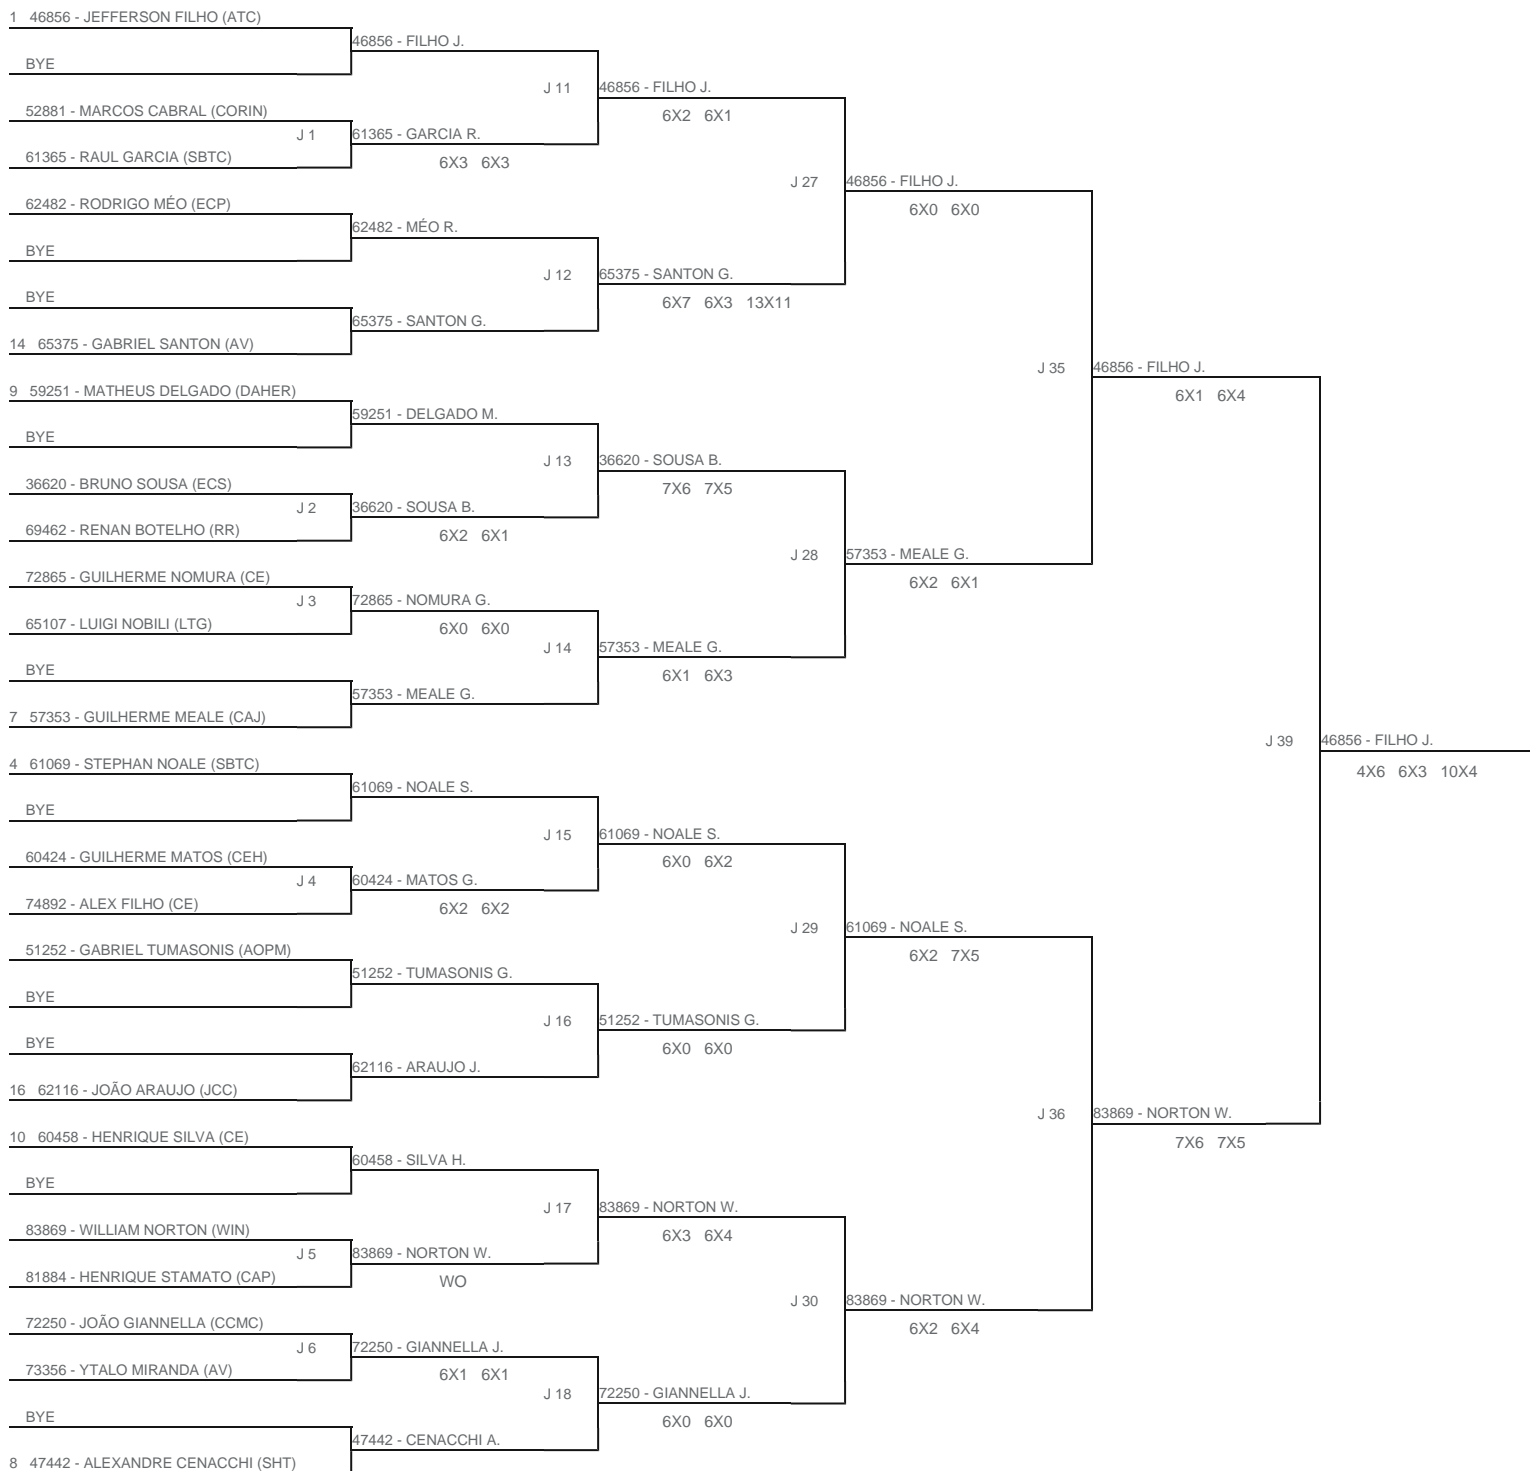 1 46856 - JEFFERSON FILHO (ATC)
46856 - FILHO J.
BYE
J 11 46856 - FILHO J.
52881 - MARCOS CABRAL (CORIN)
6X2 6X1
J 1 61365 - GARCIA R.
61365 - RAUL GARCIA (SBTC)
6X3 6X3
J 27 46856 - FILHO J.
62482 - RODRIGO MÉO (ECP)
6X0 6X0
62482 - MÉO R.
BYE
J 12 65375 - SANTON G.
BYE
6X7 6X3 13X11
65375 - SANTON G.
14 65375 - GABRIEL SANTON (AV)
J 35 46856 - FILHO J.
9 59251 - MATHEUS DELGADO (DAHER)
6X1 6X4
59251 - DELGADO M.
BYE
J 13 36620 - SOUSA B.
36620 - BRUNO SOUSA (ECS)
7X6 7X5
J 2 36620 - SOUSA B.
69462 - RENAN BOTELHO (RR)
6X2 6X1
J 28 57353 - MEALE G.
72865 - GUILHERME NOMURA (CE)
6X2 6X1
J 3 72865 - NOMURA G.
65107 - LUIGI NOBILI (LTG)
6X0 6X0
J 14 57353 - MEALE G.
BYE
6X1 6X3
57353 - MEALE G.
7 57353 - GUILHERME MEALE (CAJ)
J 39 46856 - FILHO J.
4 61069 - STEPHAN NOALE (SBTC)
4X6 6X3 10X4
61069 - NOALE S.
BYE
J 15 61069 - NOALE S.
60424 - GUILHERME MATOS (CEH)
6X0 6X2
J 4 60424 - MATOS G.
74892 - ALEX FILHO (CE)
6X2 6X2
J 29 61069 - NOALE S.
51252 - GABRIEL TUMASONIS (AOPM)
6X2 7X5
51252 - TUMASONIS G.
BYE
J 16 51252 - TUMASONIS G.
BYE
6X0 6X0
62116 - ARAUJO J.
16 62116 - JOÃO ARAUJO (JCC)
J 36 83869 - NORTON W.
10 60458 - HENRIQUE SILVA (CE)
7X6 7X5
60458 - SILVA H.
BYE
J 17 83869 - NORTON W.
83869 - WILLIAM NORTON (WIN)
6X3 6X4
J 5 83869 - NORTON W.
81884 - HENRIQUE STAMATO (CAP)
WO
J 30 83869 - NORTON W.
72250 - JOÃO GIANNELLA (CCMC)
6X2 6X4
J 6 72250 - GIANNELLA J.
73356 - YTALO MIRANDA (AV)
6X1 6X1
J 18 72250 - GIANNELLA J.
BYE
6X0 6X0
47442 - CENACCHI A.
8 47442 - ALEXANDRE CENACCHI (SHT)